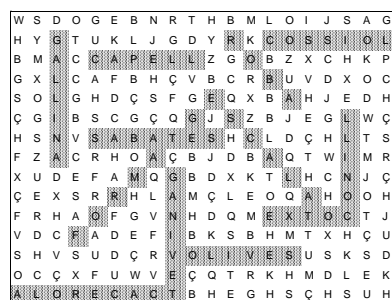 W S D O G E B N R T H B M L O I J S A G
H Y G T U K L J G D Y R K C O S S I O L
B M A C C A P E L L Z G O B Z X C H K P
G X L C A F B H Ç V B C R B U V D X O C
S O L G H D Ç S F G E Q X B A H J E D H
Ç G I B S C G Ç Q G J S Z B J E G L W Ç
H S N V S A B A T E S H C L D Ç H L T S
F Z A C R H O A Ç B J D B A Q T W I M R
X U D E F A M Q G B D X K T L H C N J Ç
Ç E X S R R H L A M Ç L E O Q A H O O H
F R H A O F G V N H D Q M E X T O C T J
V D C F A D E F I B K S B H M T X H Ç U
S H V S U D Ç R V O L I V E S U S K S D
O C Ç X F U W V E Ç Q T R K H M D L E K
A L O R E C A C T B H E G H S Ç H S U H